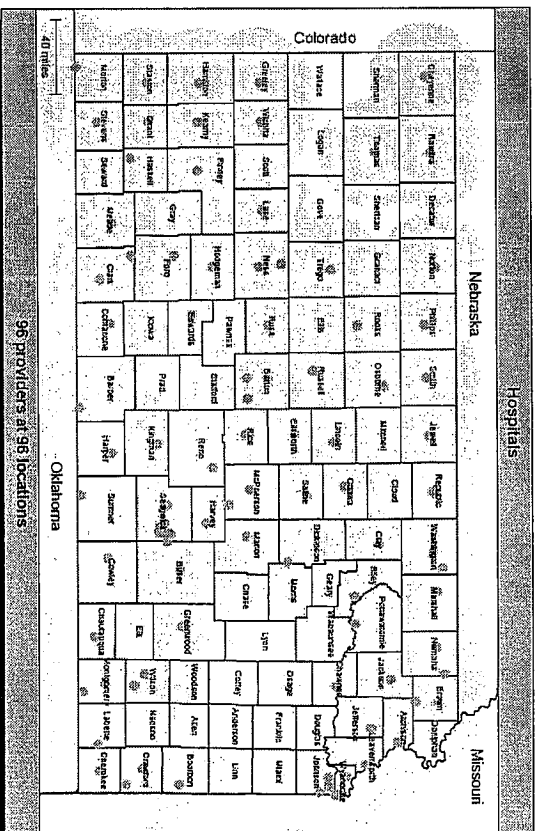 Hospitals
Nebraska
Colorado
Missouri
Cheyenne
Rawlins
Decatur
Norton
Phillips
Smith
Jewell
Republic
Washington
Marshall
Nemaha
Brown
Doniphan
Sherman
Thomas
Sheridan
Graham
Rooks
Osborne
Mitchell
Cloud
Clay
Riley
Pottawatomie
Jackson
Atchison
Jefferson
Leavenworth
Wallace
Logan
Gove
Trego
Ellis
Russell
Lincoln
Ottawa
Dickinson
Geary
Wabaunsee
Shawnee
Douglas
Johnson
Wyandotte
Greeley
Wichita
Scott
Lane
Ness
Rush
Barton
Ellsworth
Rice
Saline
McPherson
Marion
Morris
Chase
Lyon
Osage
Coffey
Franklin
Anderson
Miami
Linn
Hamilton
Kearny
Finney
Hodgeman
Pawnee
Stafford
Reno
Harvey
Butler
Greenwood
Woodson
Allen
Bourbon
Stanton
Grant
Haskell
Gray
Ford
Edwards
Kiowa
Pratt
Kingman
Sedgwick
Elk
Wilson
Neosho
Crawford
Morton
Stevens
Seward
Meade
Clark
Comanche
Barber
Harper
Sumner
Cowley
Chautauqua
Montgomery
Labette
Cherokee
Oklahoma
40 miles
96 providers at 96 locations